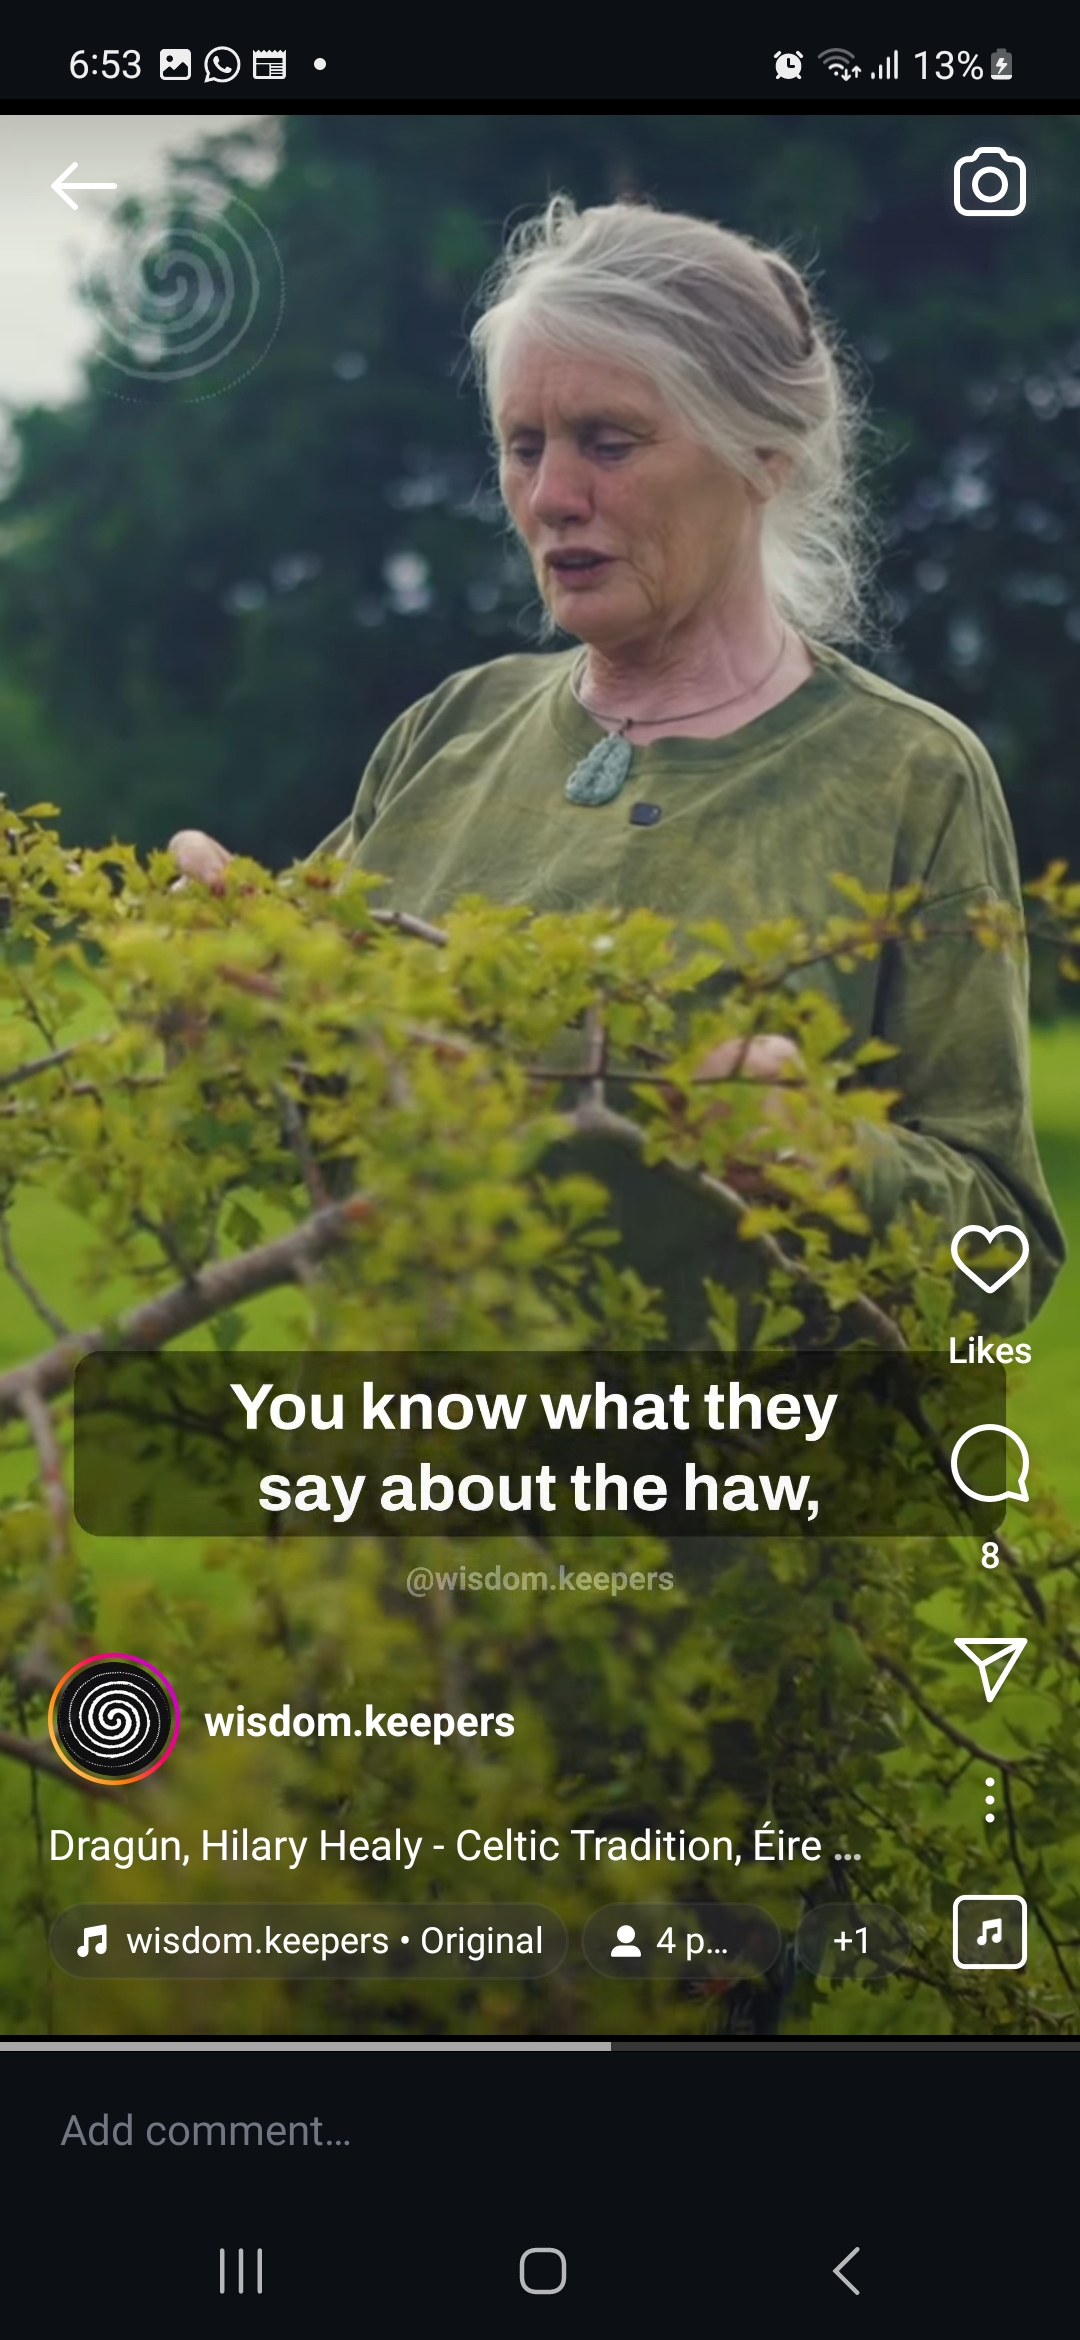 6:53
13%
You know what they
say about the haw,
@wisdom.keepers
Likes
8
wisdom.keepers
Dragún, Hilary Healy - Celtic Tradition, Éire ...
wisdom.keepers • Original
4 p...
+1
Add comment...